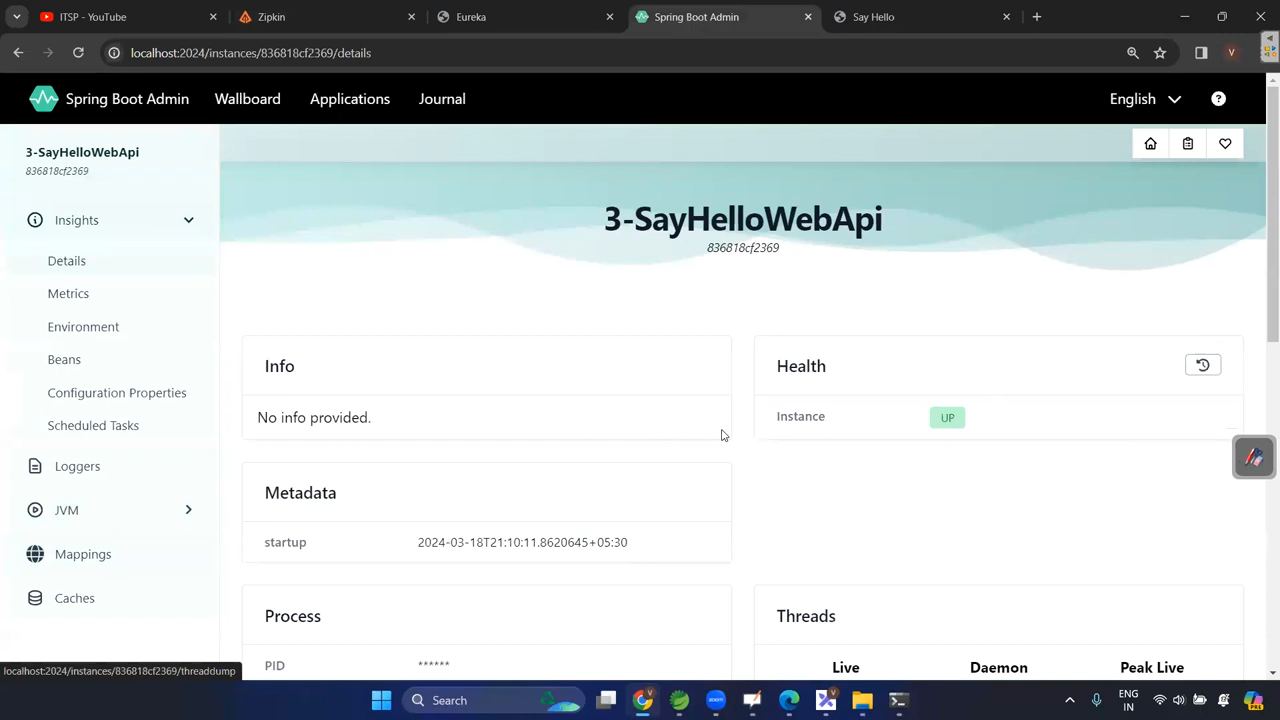 ITSP - YouTube
Zipkin
Eureka
Spring Boot Admin
Say Hello
localhost:2024/instances/836818cf2369/details
V
Spring Boot Admin
Wallboard
Applications
Journal
English
3-SayHelloWebApi
836818cf2369
Insights
Details
Metrics
Environment
Beans
Configuration Properties
Scheduled Tasks
Loggers
JVM
Mappings
Caches
3-SayHelloWebApi
836818cf2369
Info
No info provided.
Health
Instance
UP
Metadata
startup
2024-03-18T21:10:11.8620645+05:30
Process
PID
******
Threads
Live
Daemon
Peak Live
localhost:2024/instances/836818cf2369/threaddump
Search
ENG
IN